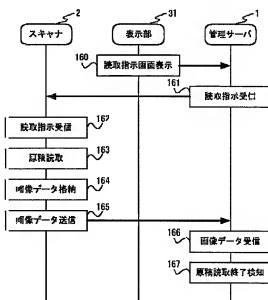 2
スキャナ
31
表示部
1
管理サーバ
160
読取指示画面表示
161
読取指示受信
162
読取指示受信
163
原稿読取
164
画像データ格納
165
画像データ送信
166
画像データ受信
167
原稿読取終了検知